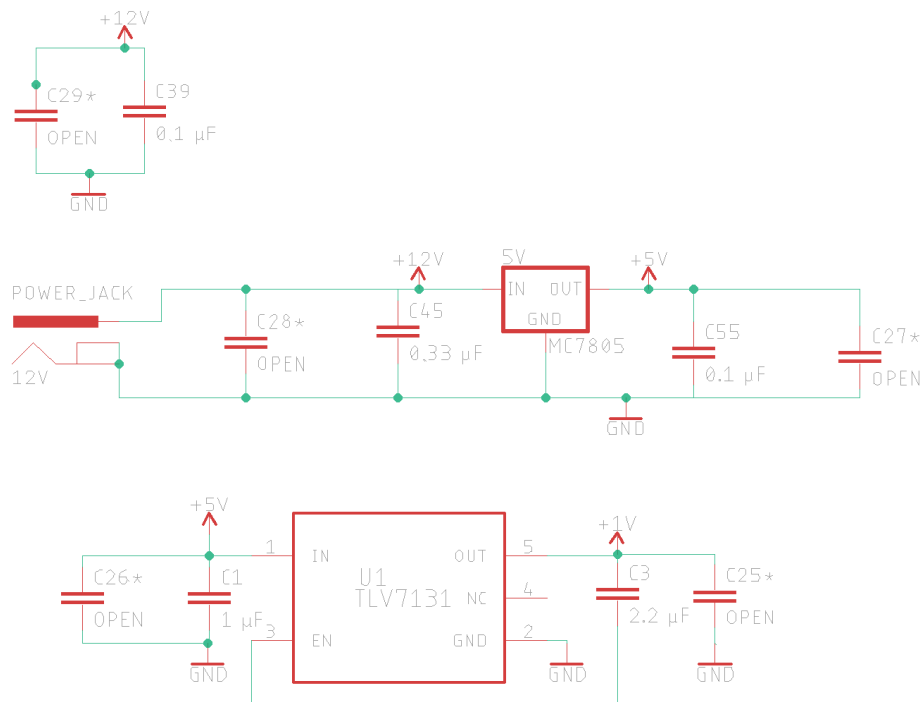 +12V
C29*
OPEN
C39
0.1 µF
GND
POWER_JACK
12V
C28*
OPEN
+12V
C45
0.33 µF
5V
IN OUT
GND
MC7805
+5V
C55
0.1 µF
C27*
OPEN
GND
+5V
C26*
OPEN
C1
1 µF
GND
1 IN
3 EN
U1
TLV7131
OUT 5
NC 4
GND 2
GND
+1V
C3
2.2 µF
C25*
OPEN
GND